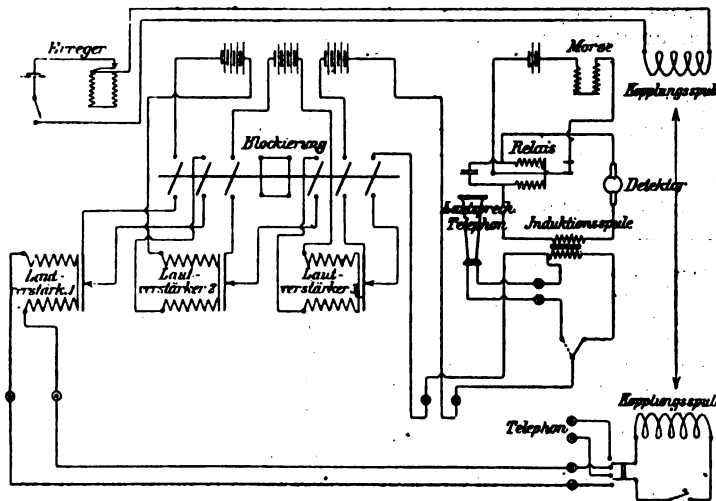 Erreger
Morse
Kopplungsspule
Blockierung
Relais
Detektor
Lautsprech
Telephon
Induktionsspule
Laut-
verstärk. 1
Laut-
verstärker 2
Laut-
verstärker 3
Kopplungsspule
Telephon